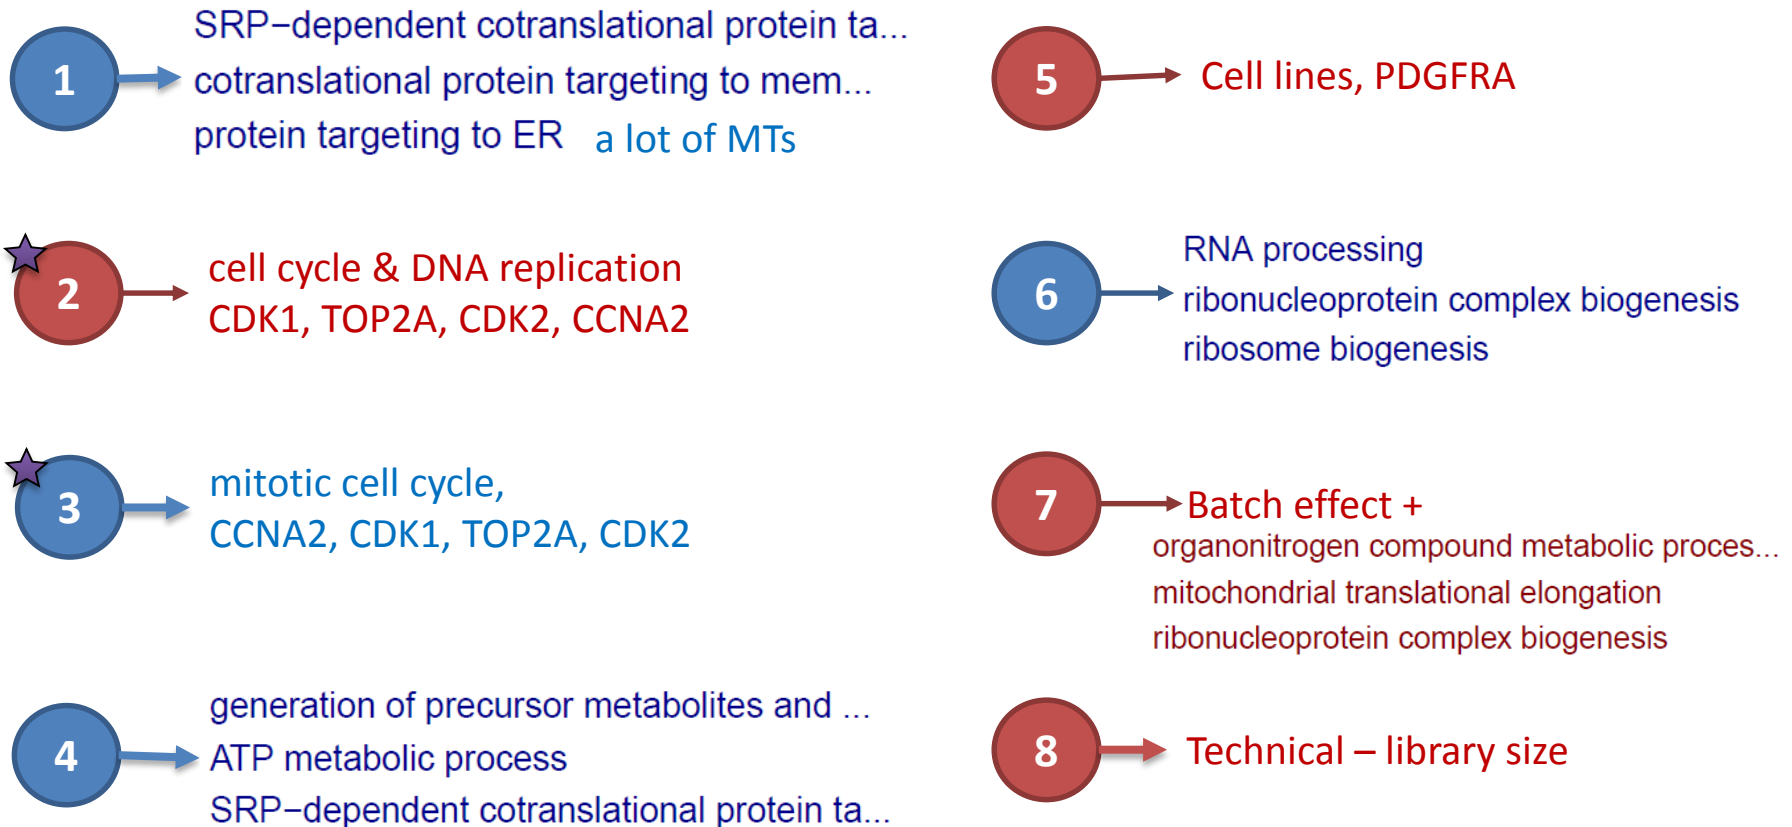 1
SRP−dependent cotranslational protein ta...
cotranslational protein targeting to mem...
protein targeting to ER a lot of MTs
2
cell cycle & DNA replication
CDK1, TOP2A, CDK2, CCNA2
3
mitotic cell cycle,
CCNA2, CDK1, TOP2A, CDK2
4
generation of precursor metabolites and ...
ATP metabolic process
SRP−dependent cotranslational protein ta...
5
Cell lines, PDGFRA
6
RNA processing
ribonucleoprotein complex biogenesis
ribosome biogenesis
7
Batch effect +
organonitrogen compound metabolic proces...
mitochondrial translational elongation
ribonucleoprotein complex biogenesis
8
Technical – library size